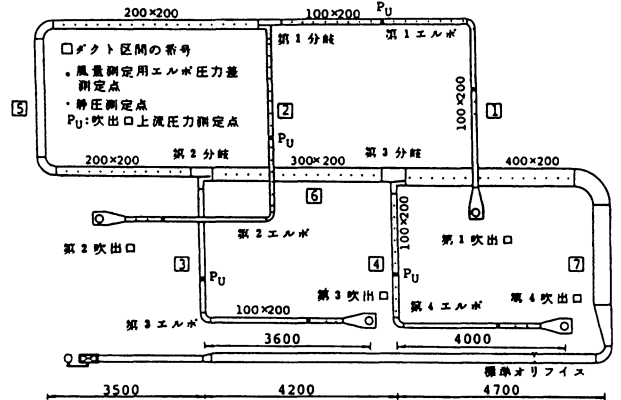 200×200
100×200
PU
第1分岐
第1エルボ
□ダクト区間の番号
。風量測定用エルボ圧力差
測定点
・静圧測定点
PU:吹出口上流圧力測定点
5
2
100×200
1
PU
200×200
第2分岐
300×200
第3分岐
400×200
6
100×200
第2エルボ
第1吹出口
第2吹出口
3
PU
4
PU
7
第3吹出口
第4吹出口
第3エルボ
100×200
第4エルボ
3600
4000
標準オリフイス
3500
4200
4700